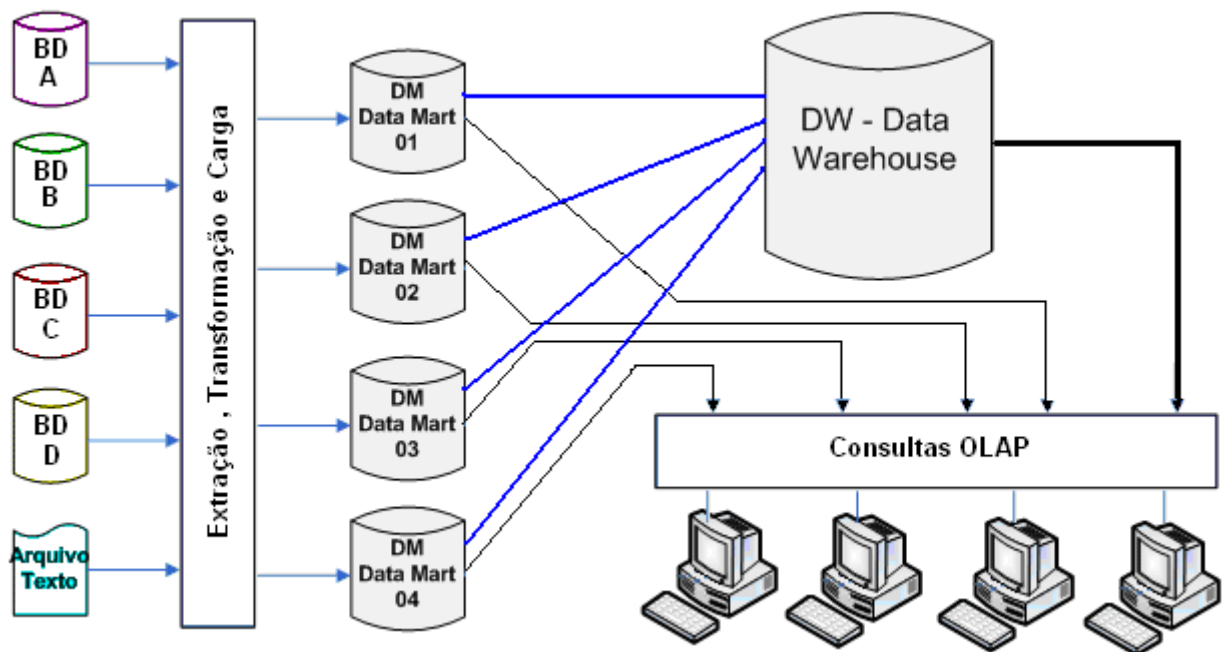 BD
A
BD
B
BD
C
BD
D
Arquivo
Texto
Extração , Transformação e Carga
DM
Data Mart
01
DM
Data Mart
02
DM
Data Mart
03
DM
Data Mart
04
DW - Data
Warehouse
Consultas OLAP